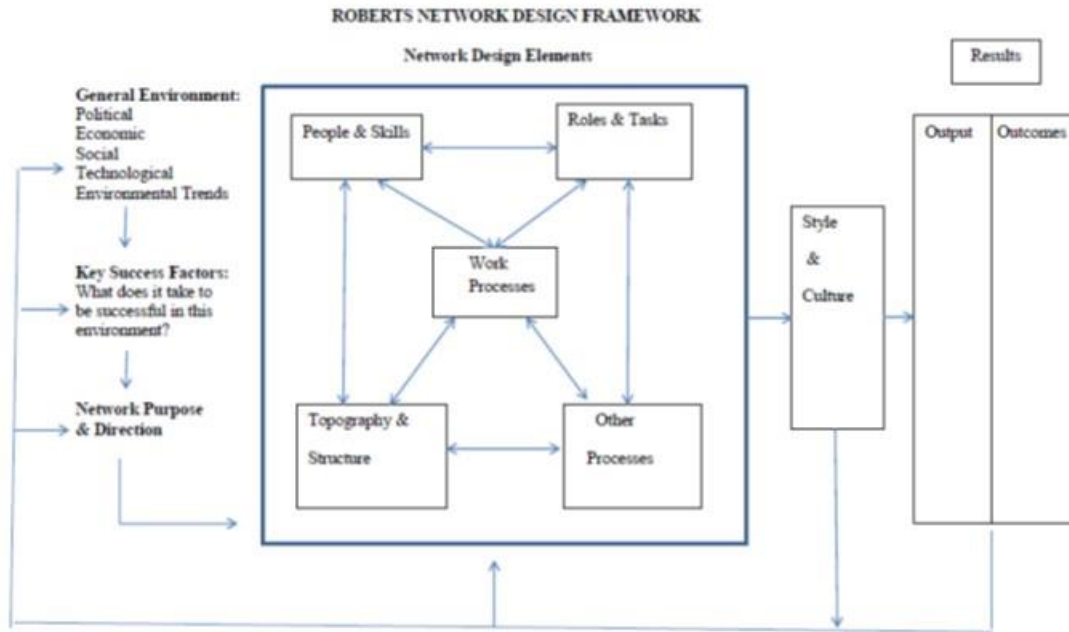 ROBERTS NETWORK DESIGN FRAMEWORK
Network Design Elements
Results
General Environment:
Political
Economic
Social
Technological
Environmental Trends
Key Success Factors:
What does it take to
be successful in this
environment?
Network Purpose
& Direction
People & Skills
Roles & Tasks
Work
Processes
Topography &
Structure
Other
Processes
Style
&
Culture
Output
Outcomes